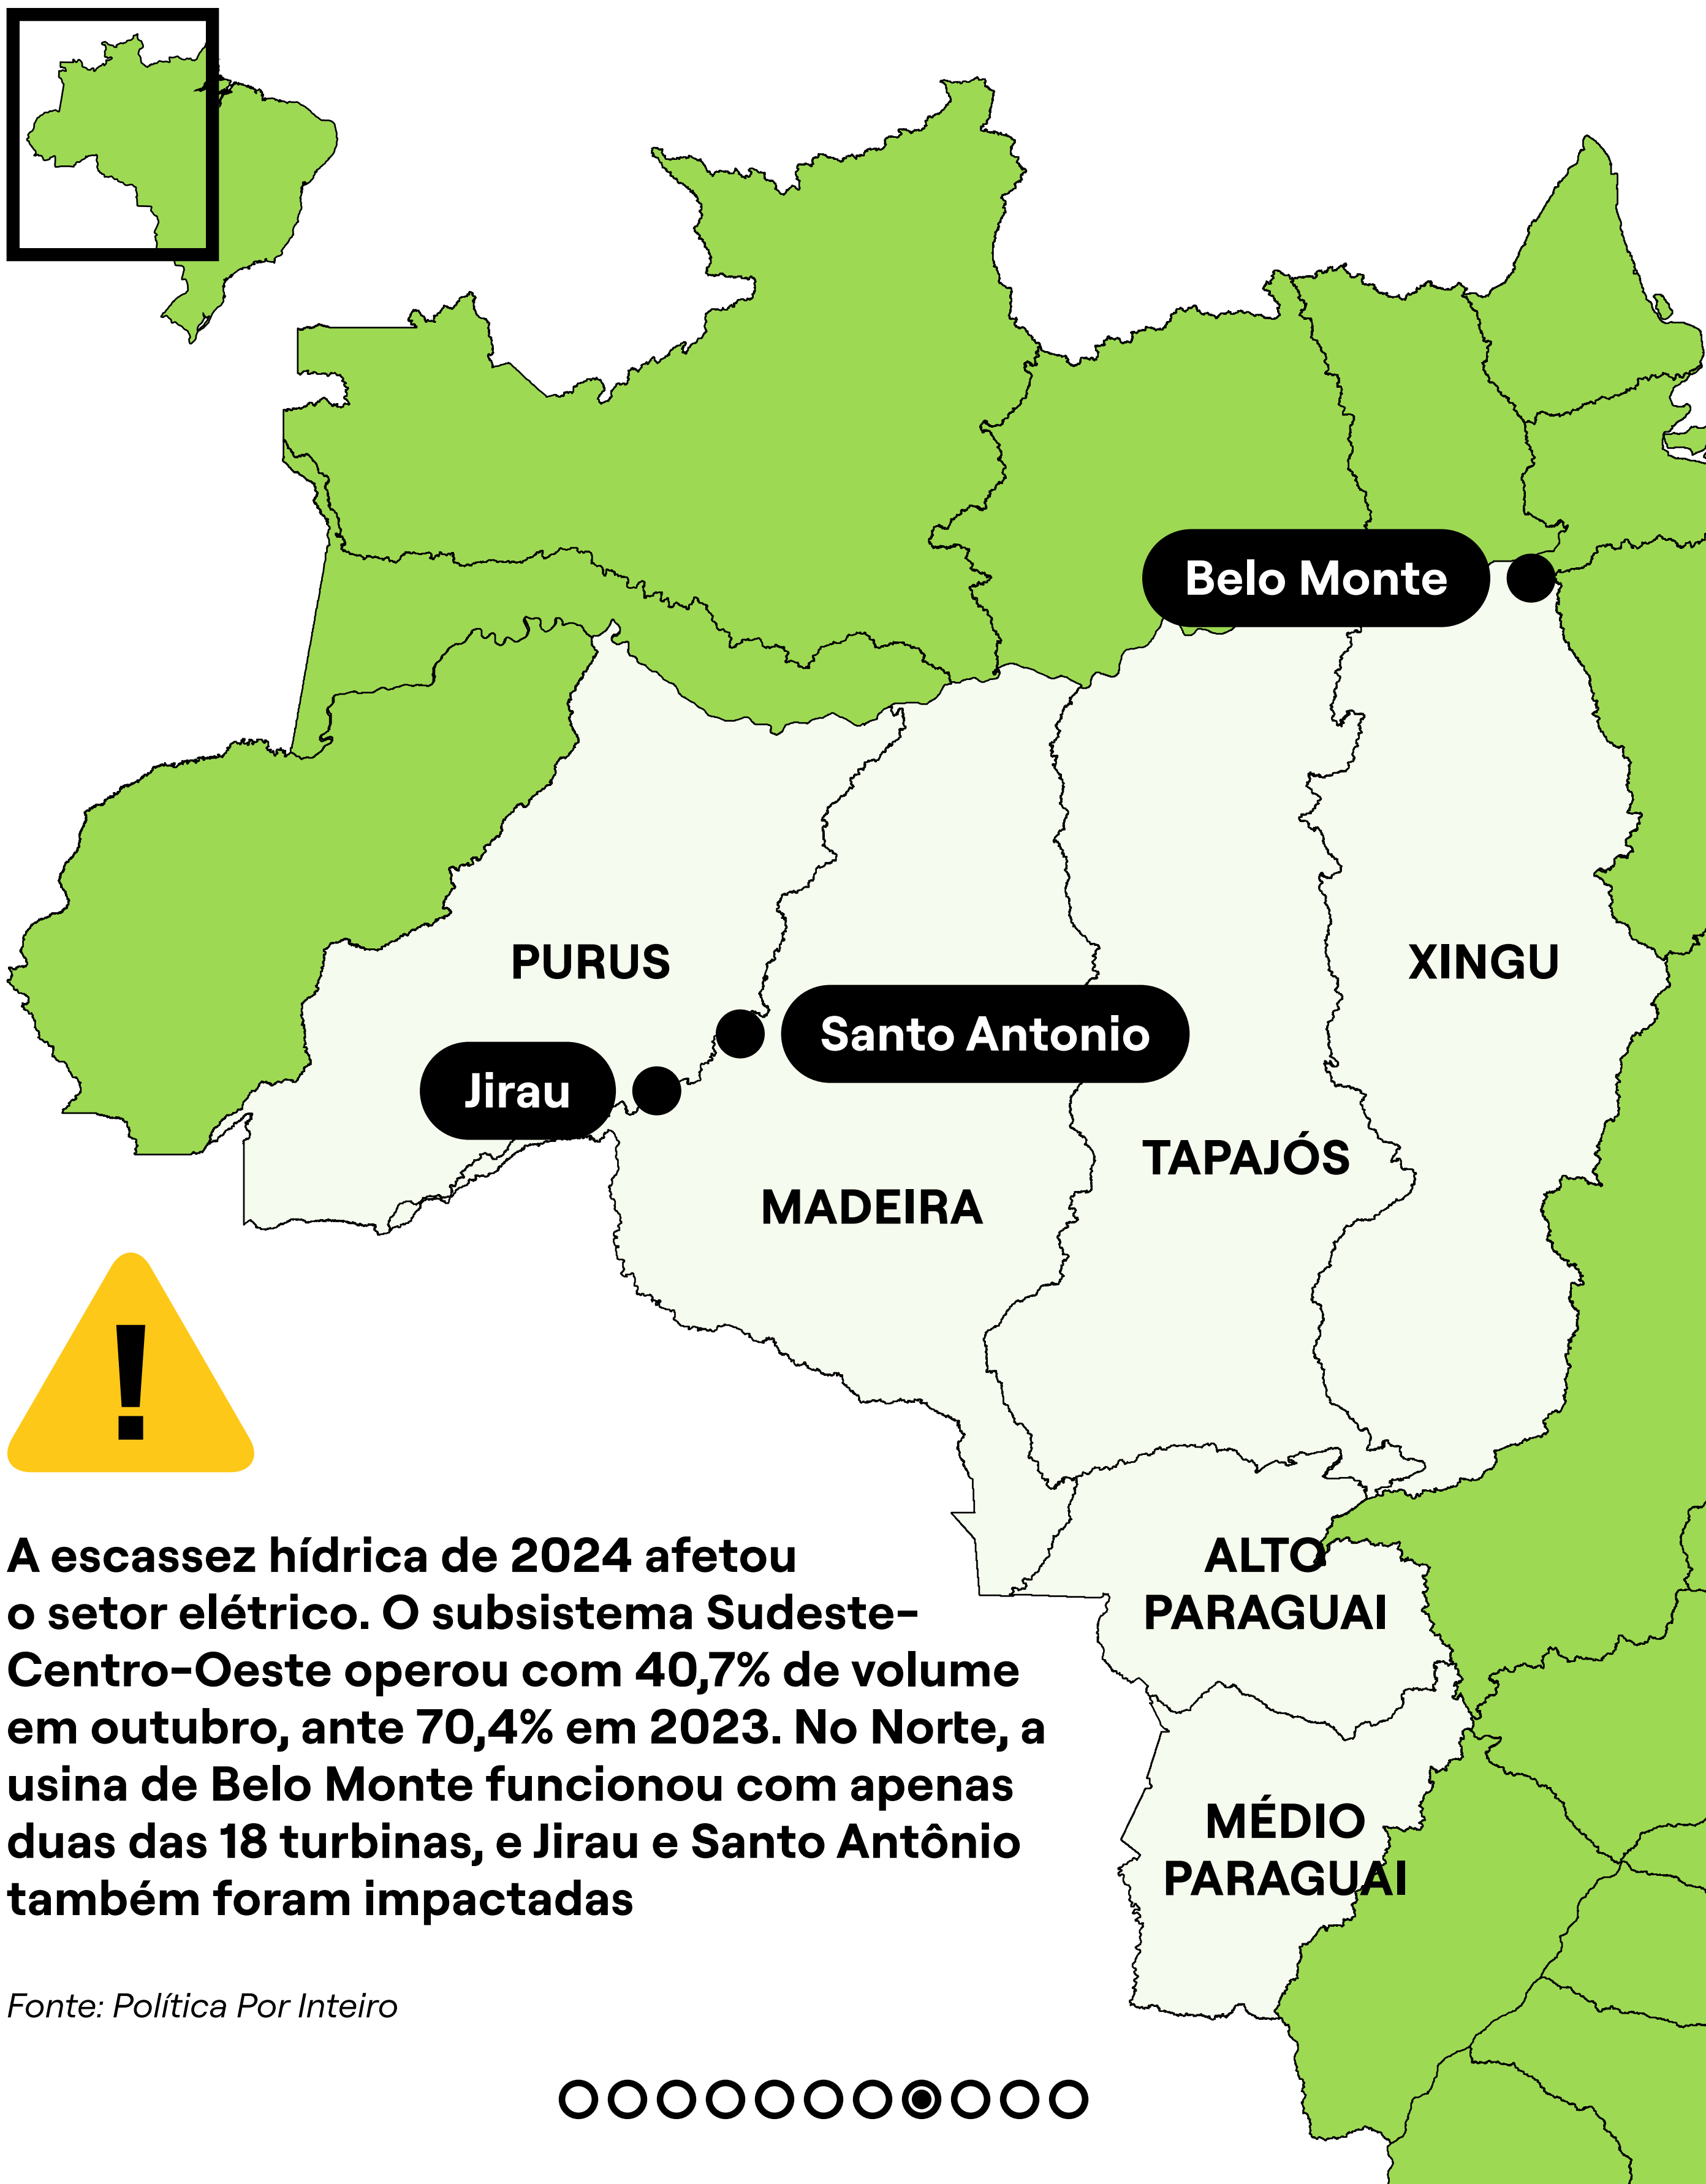 Belo Monte
PURUS
XINGU
Santo Antonio
Jirau
TAPAJÓS
MADEIRA
!
ALTO
PARAGUAI
MÉDIO
PARAGUAI
A escassez hídrica de 2024 afetou
o setor elétrico. O subsistema Sudeste-
Centro-Oeste operou com 40,7% de volume
em outubro, ante 70,4% em 2023. No Norte, a
usina de Belo Monte funcionou com apenas
duas das 18 turbinas, e Jirau e Santo Antônio
também foram impactadas
Fonte: Política Por Inteiro